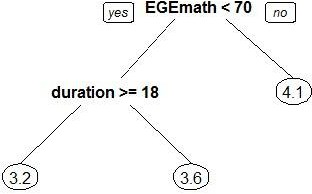 yes EGEmath < 70 no
duration >= 18
4.1
3.2
3.6